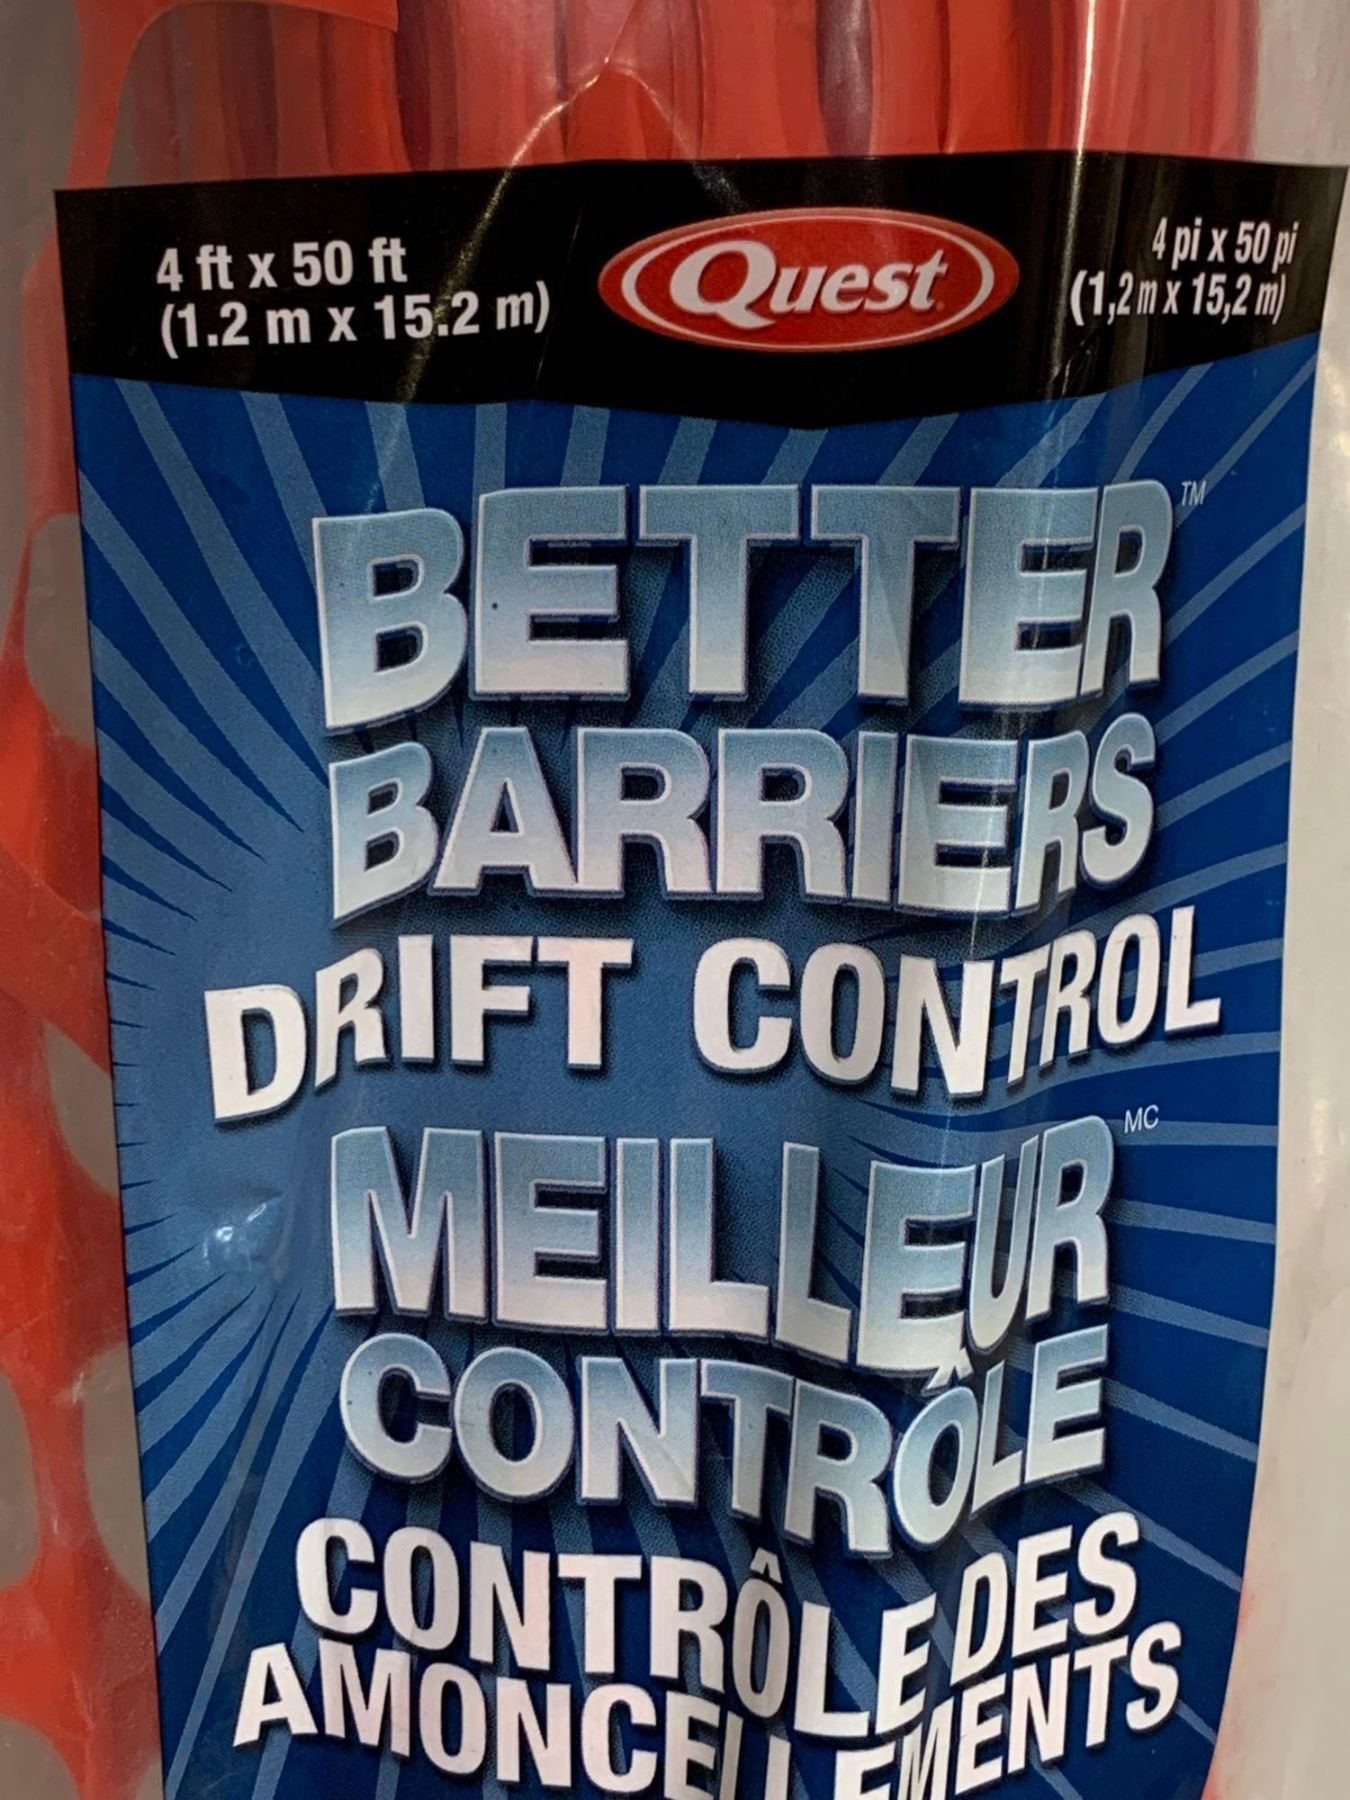 4 ft x 50 ft
(1.2 m x 15.2 m)
Quest
4 pi x 50 pi
(1,2 m x 15,2 m)
BETTER™
BARRIERS
DRIFT CONTROL
MEILLEUR MC
CONTRÔLE
CONTRÔLE DES
AMONCELLEMENTS